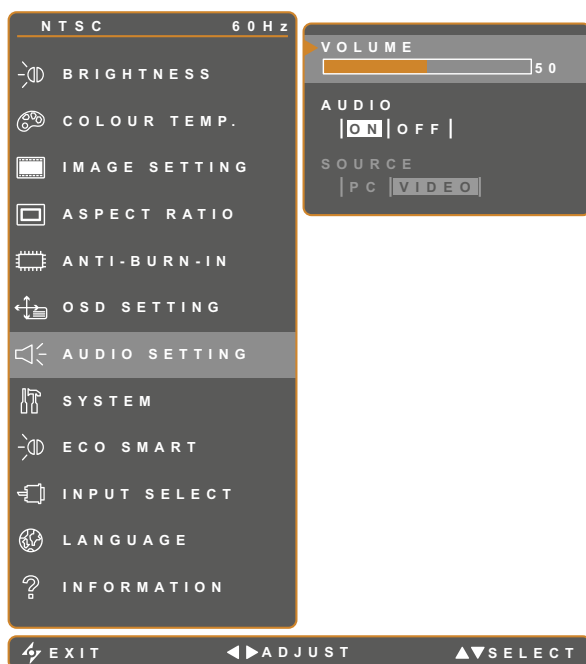 NTSC 60Hz
BRIGHTNESS
COLOUR TEMP.
IMAGE SETTING
ASPECT RATIO
ANTI-BURN-IN
OSD SETTING
AUDIO SETTING
SYSTEM
ECO SMART
INPUT SELECT
LANGUAGE
INFORMATION
VOLUME
50
AUDIO
ON OFF
SOURCE
PC VIDEO
EXIT ADJUST SELECT